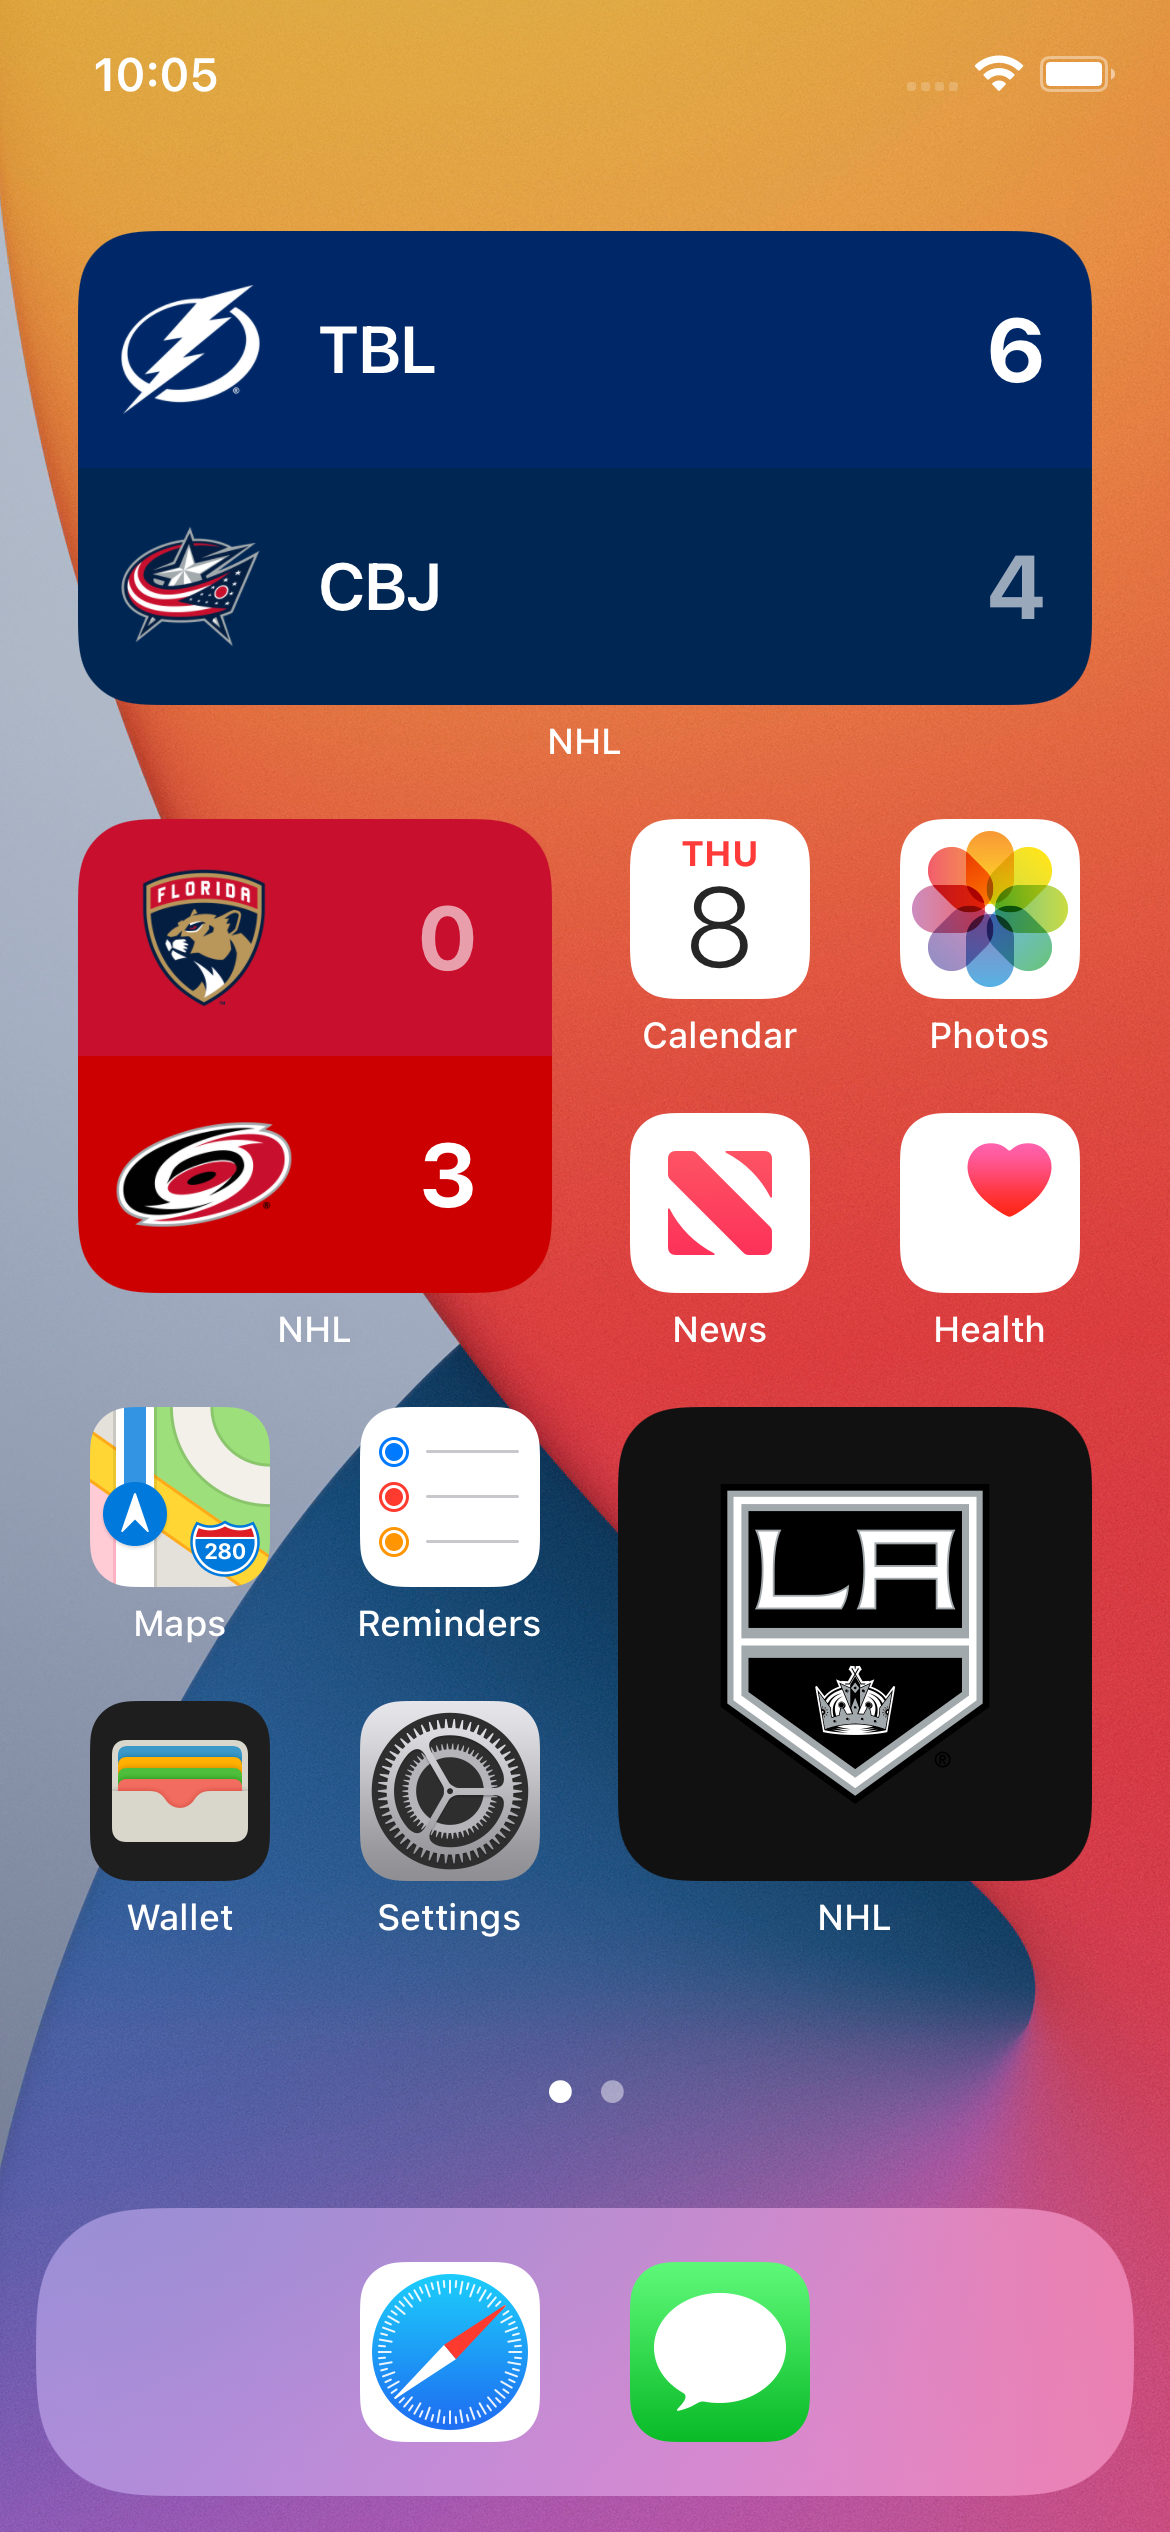 10:05
TBL 6
CBJ 4
NHL
FLORIDA 0
3
NHL
THU
8
Calendar
Photos
News
Health
280
Maps
Reminders
LA
®
Wallet
Settings
NHL